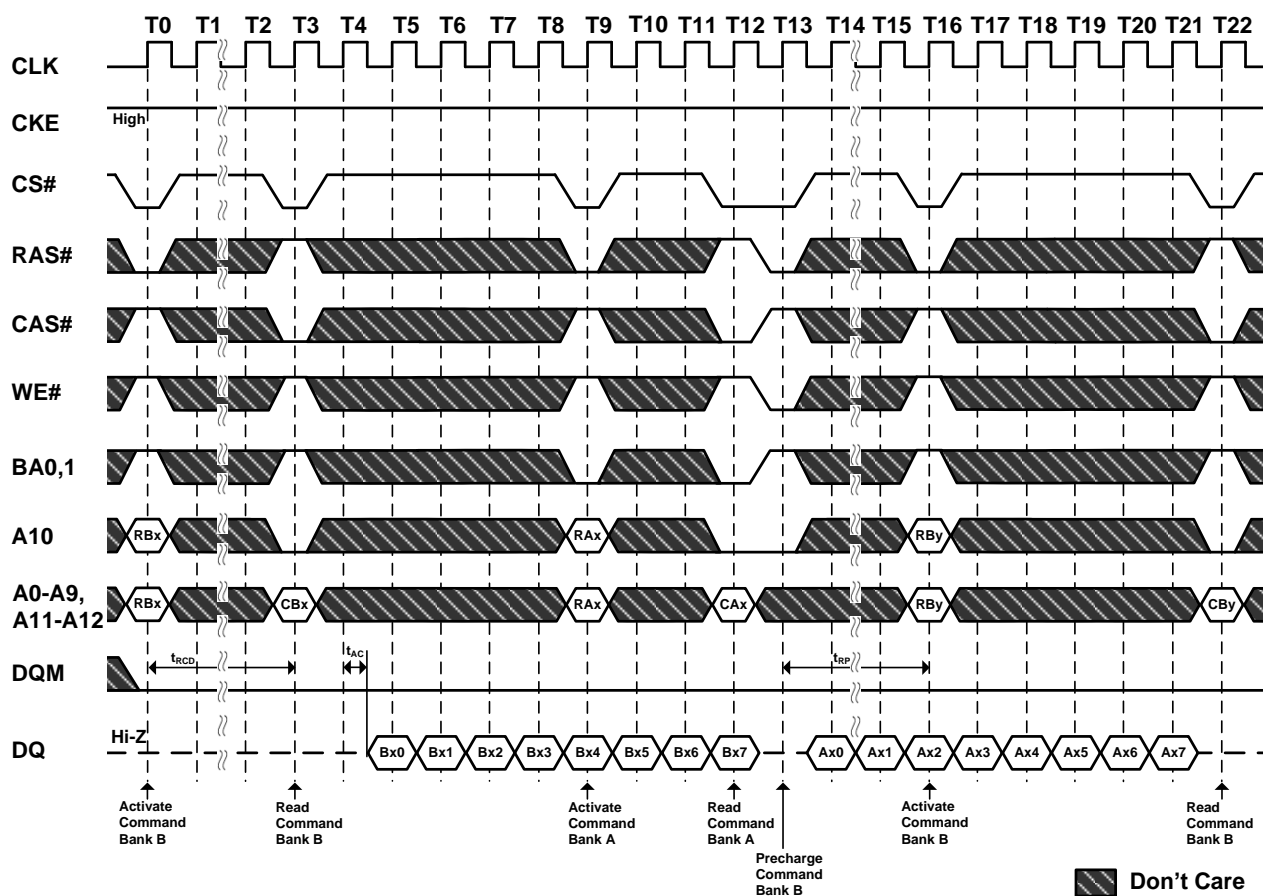 T0 T1 T2 T3 T4 T5 T6 T7 T8 T9 T10 T11 T12 T13 T14 T15 T16 T17 T18 T19 T20 T21 T22
CLK
CKE
High
CS#
RAS#
CAS#
WE#
BA0,1
A10
RBx RAx RBy
A0-A9,
A11-A12
RBx CBx RAx CAx RBy CBy
DQM
tRCD tAC tRP
DQ
Hi-Z
Bx0 Bx1 Bx2 Bx3 Bx4 Bx5 Bx6 Bx7 Ax0 Ax1 Ax2 Ax3 Ax4 Ax5 Ax6 Ax7
Activate
Command
Bank B
Read
Command
Bank B
Activate
Command
Bank A
Read
Command
Bank A
Precharge
Command
Bank B
Activate
Command
Bank B
Read
Command
Bank B
Don't Care